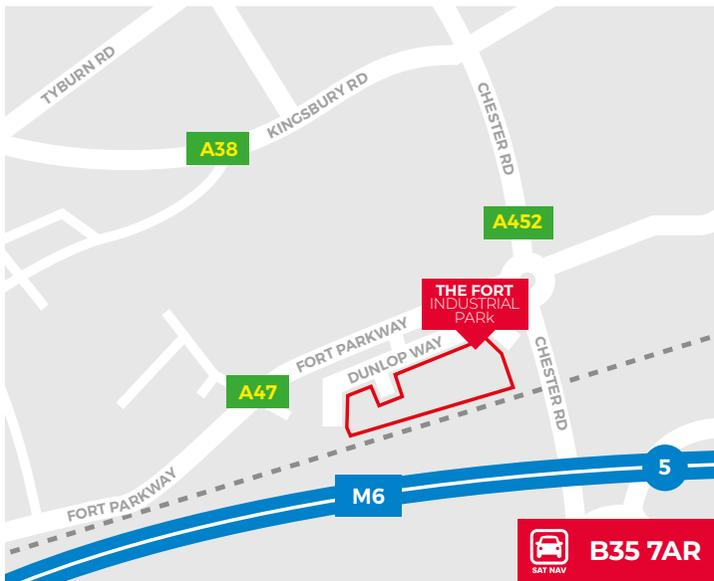 TYBURN RD
KINGSBURY RD
CHESTER RD
A38
A452
THE FORT
INDUSTRIAL
PARk
FORT PARKWAY
DUNLOP WAY
CHESTER RD
A47
FORT PARKWAY
5
M6
SAT NAV
B35 7AR